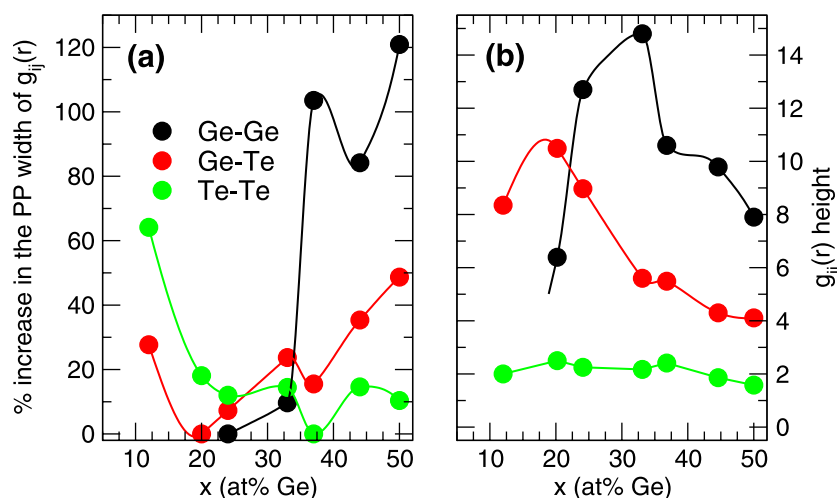 (a)
% increase in the PP width of g_ij(r)
120
100
80
60
40
20
0
Ge-Ge
Ge-Te
Te-Te
10 20 30 40 50
x (at% Ge)
(b)
14
12
10
8
6
4
2
0
g_ij(r) height
10 20 30 40 50
x (at% Ge)